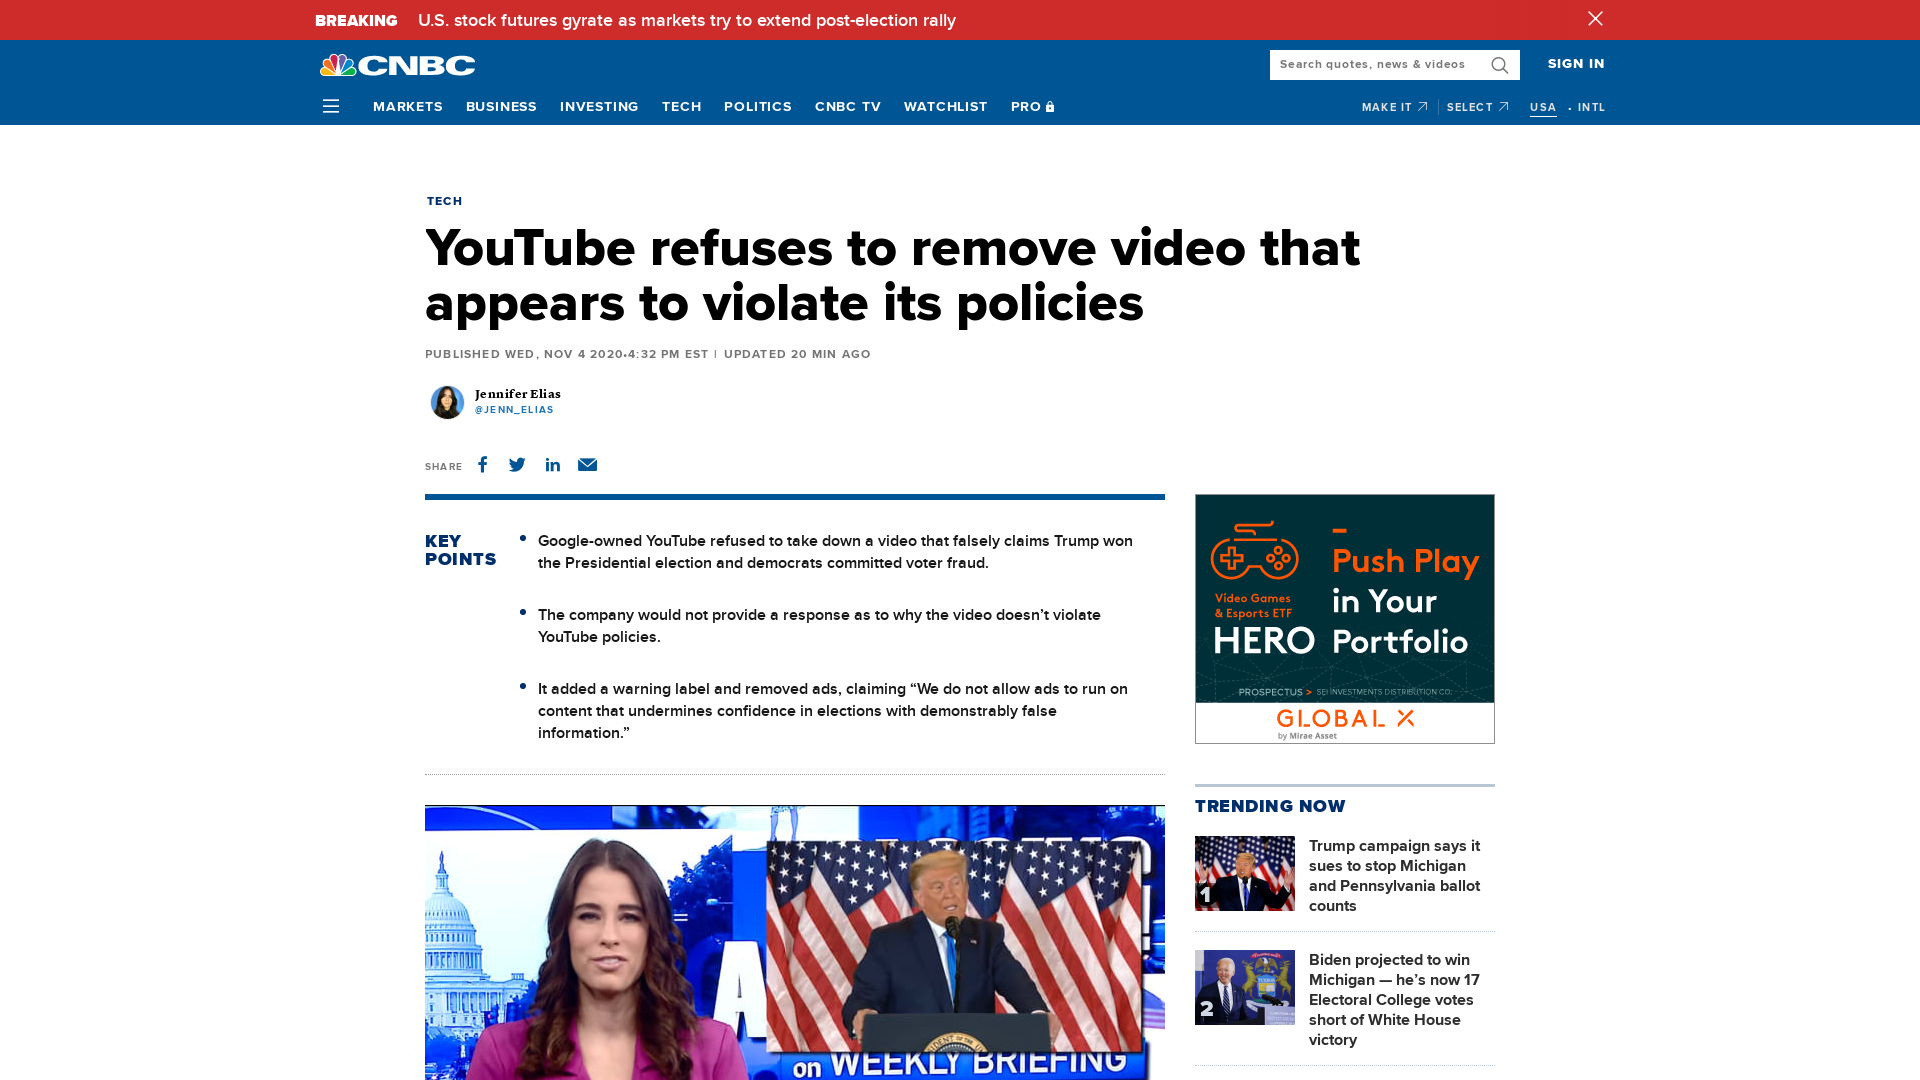 BREAKING U.S. stock futures gyrate as markets try to extend post-election rally
CNBC
Search quotes, news & videos
SIGN IN
MARKETS BUSINESS INVESTING TECH POLITICS CNBC TV WATCHLIST PRO
MAKE IT SELECT USA • INTL
TECH
YouTube refuses to remove video that
appears to violate its policies
PUBLISHED WED, NOV 4 2020•4:32 PM EST | UPDATED 20 MIN AGO
Jennifer Elias
@JENN_ELIAS
SHARE
KEY
POINTS
Google-owned YouTube refused to take down a video that falsely claims Trump won
the Presidential election and democrats committed voter fraud.
The company would not provide a response as to why the video doesn’t violate
YouTube policies.
It added a warning label and removed ads, claiming “We do not allow ads to run on
content that undermines confidence in elections with demonstrably false
information.”
on WEEKLY BRIEFING
Push Play
in Your
Portfolio
Video Games
& Esports ETF
HERO
PROSPECTUS > SEI INVESTMENTS DISTRIBUTION CO.
GLOBAL X
by Mirae Asset
TRENDING NOW
1
Trump campaign says it
sues to stop Michigan
and Pennsylvania ballot
counts
2
Biden projected to win
Michigan — he’s now 17
Electoral College votes
short of White House
victory